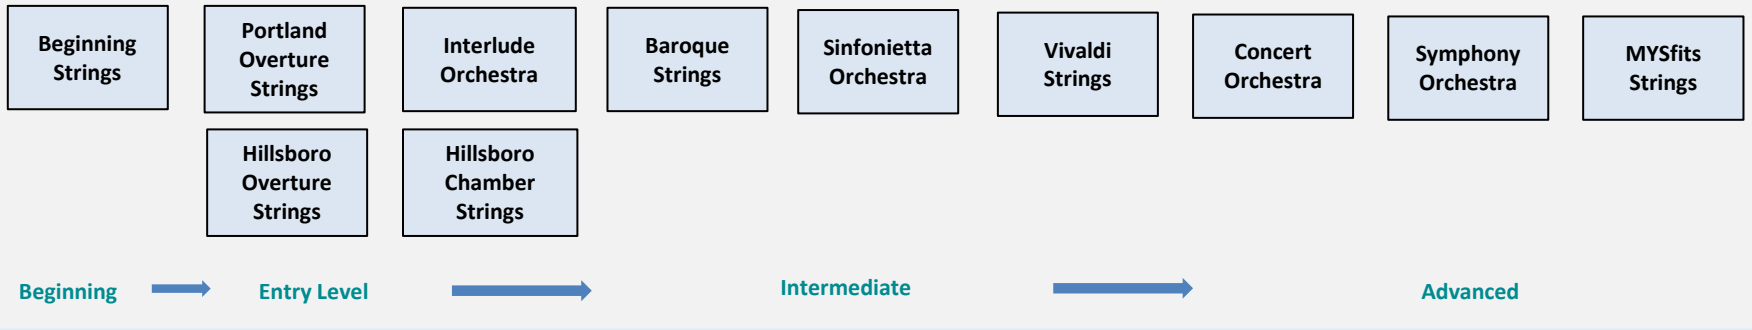 Beginning
Strings
Portland
Overture
Strings
Interlude
Orchestra
Baroque
Strings
Sinfonietta
Orchestra
Vivaldi
Strings
Concert
Orchestra
Symphony
Orchestra
MYSfits
Strings
Hillsboro
Overture
Strings
Hillsboro
Chamber
Strings
Beginning
Entry Level
Intermediate
Advanced